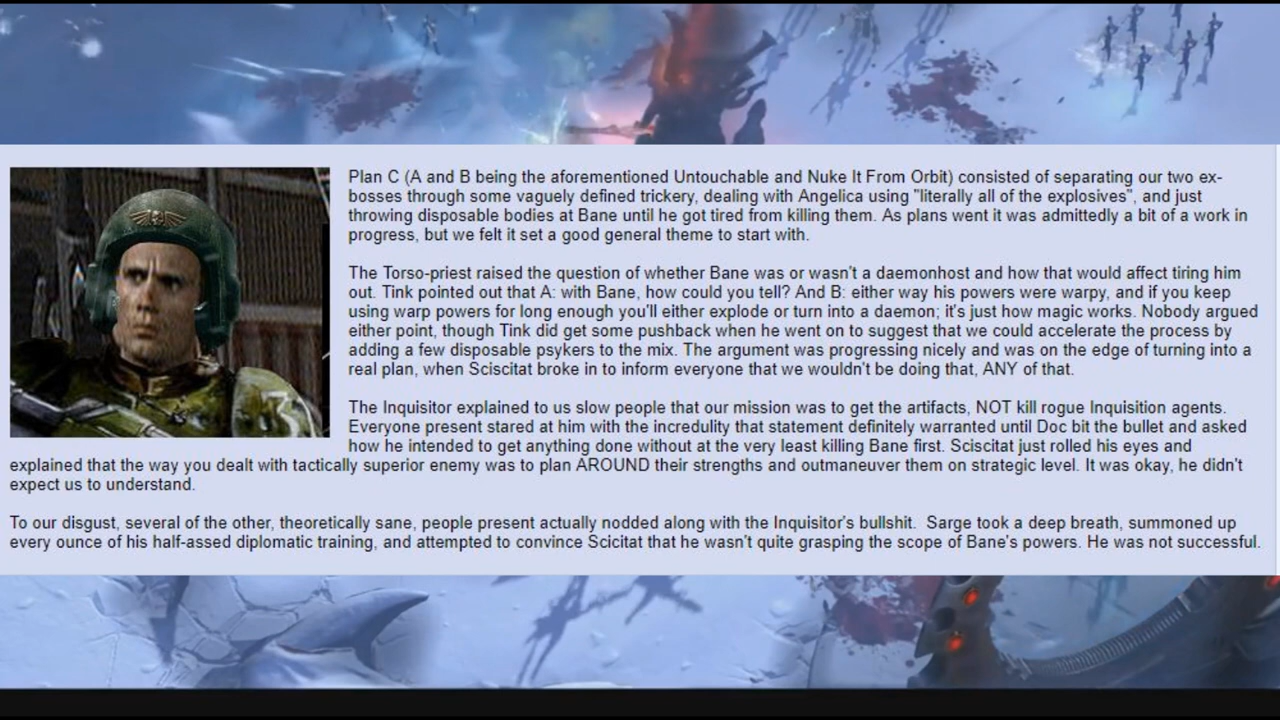 Plan C (A and B being the aforementioned Untouchable and Nuke It From Orbit) consisted of separating our two ex-
bosses through some vaguely defined trickery, dealing with Angelica using "literally all of the explosives", and just
throwing disposable bodies at Bane until he got tired from killing them. As plans went it was admittedly a bit of a work in
progress, but we felt it set a good general theme to start with.
The Torso-priest raised the question of whether Bane was or wasn't a daemonhost and how that would affect tiring him
out. Tink pointed out that A: with Bane, how could you tell? And B: either way his powers were warpy, and if you keep
using warp powers for long enough you'll either explode or turn into a daemon; it's just how magic works. Nobody argued
either point, though Tink did get some pushback when he went on to suggest that we could accelerate the process by
adding a few disposable psykers to the mix. The argument was progressing nicely and was on the edge of turning into a
real plan, when Sciscitat broke in to inform everyone that we wouldn't be doing that, ANY of that.
The Inquisitor explained to us slow people that our mission was to get the artifacts, NOT kill rogue Inquisition agents.
Everyone present stared at him with the incredulity that statement definitely warranted until Doc bit the bullet and asked
how he intended to get anything done without at the very least killing Bane first. Sciscitat just rolled his eyes and
explained that the way you dealt with tactically superior enemy was to plan AROUND their strengths and outmaneuver them on strategic level. It was okay, he didn't
expect us to understand.
To our disgust, several of the other, theoretically sane, people present actually nodded along with the Inquisitor's bullshit.  Sarge took a deep breath, summoned up
every ounce of his half-assed diplomatic training, and attempted to convince Scicitat that he wasn't quite grasping the scope of Bane's powers. He was not successful.